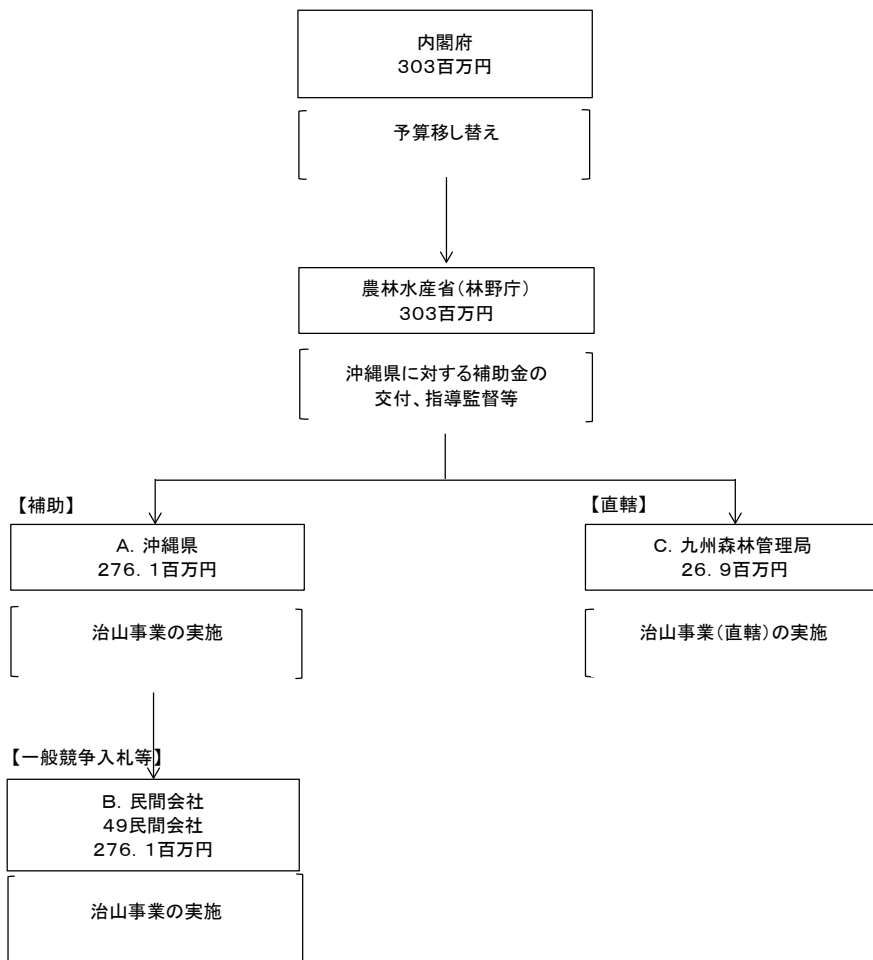 内閣府
303百万円
予算移し替え
農林水産省(林野庁)
303百万円
沖縄県に対する補助金の
交付、指導監督等
【補助】
【直轄】
A. 沖縄県
276. 1百万円
C. 九州森林管理局
26. 9百万円
治山事業の実施
治山事業(直轄)の実施
【一般競争入札等】
B. 民間会社
49民間会社
276. 1百万円
治山事業の実施